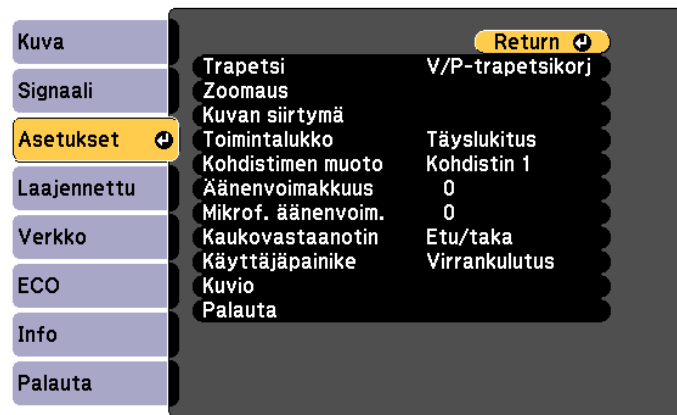 Kuva
Signaali
Asetukset
Laajennettu
Verkko
ECO
Info
Palauta
Return
Trapetsi V/P-trapetsikorj
Zoomaus
Kuvan siirtymä
Toimintalukko Täyslukitus
Kohdistimen muoto Kohdistin 1
Äänenvoimakkuus 0
Mikrof. äänenvoim. 0
Kaukovastaanotin Etu/taka
Käyttäjäpainike Virrankulutus
Kuvio
Palauta